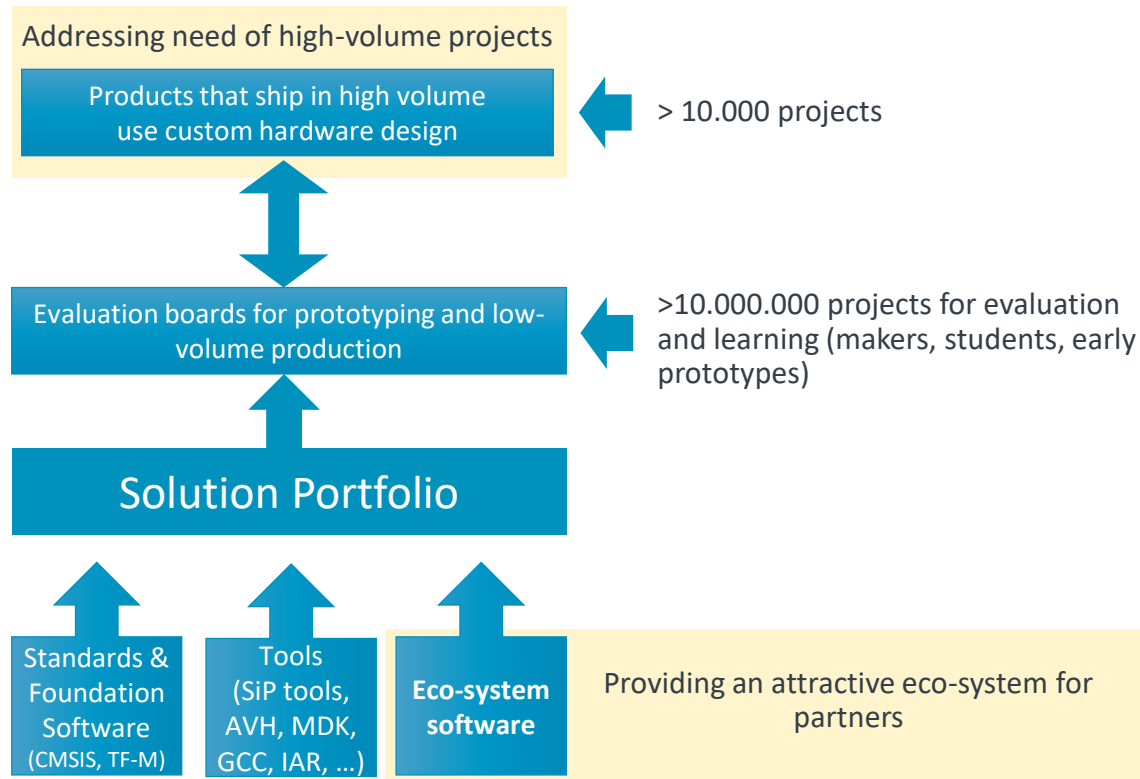 Addressing need of high-volume projects
Products that ship in high volume
use custom hardware design
> 10.000 projects
Evaluation boards for prototyping and low-
volume production
>10.000.000 projects for evaluation
and learning (makers, students, early
prototypes)
Solution Portfolio
Standards &
Foundation
Software
(CMSIS, TF-M)
Tools
(SiP tools,
AVH, MDK,
GCC, IAR, ...)
Eco-system
software
Providing an attractive eco-system for
partners